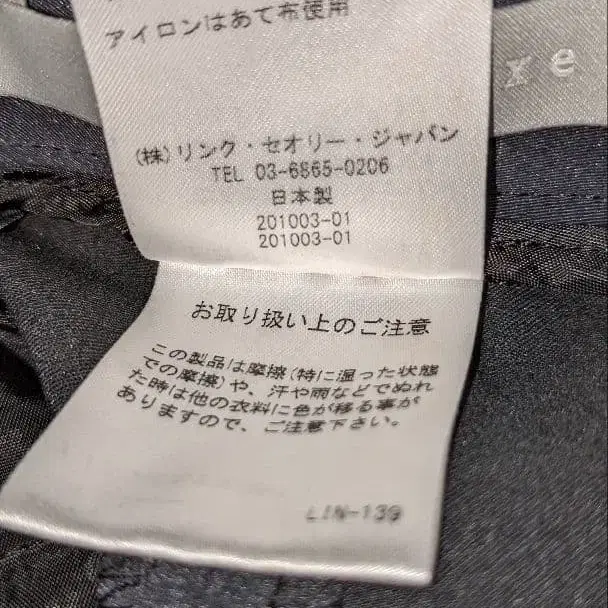 アイロンはあて布使用
xe
(株)リンク・セオリー・ジャパン
TEL 03-6865-0206
日本製
201003-01
201003-01
お取り扱い上のご注意
この製品は摩擦(特に湿った状態
での摩擦)や、汗や雨などでぬれ
た時は他の衣料に色が移る事が
ありますので、ご注意下さい。
LIN-139